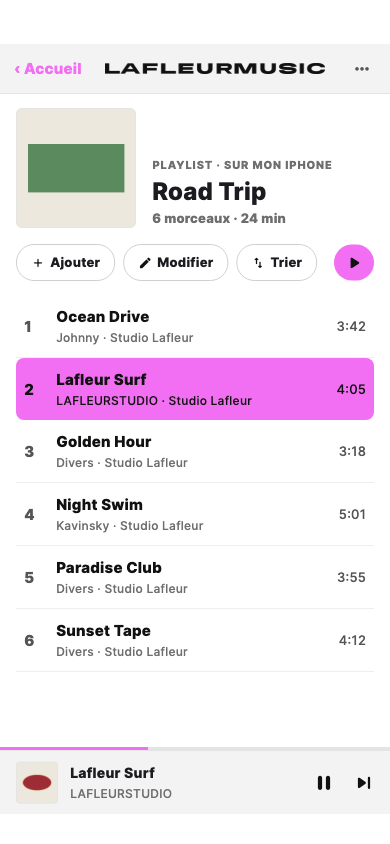 ‹ Accueil
LAFLEURMUSIC
PLAYLIST · SUR MON IPHONE
Road Trip
6 morceaux · 24 min
+ Ajouter
Modifier
Trier
1
Ocean Drive
Johnny · Studio Lafleur
3:42
2
Lafleur Surf
LAFLEURSTUDIO · Studio Lafleur
4:05
3
Golden Hour
Divers · Studio Lafleur
3:18
4
Night Swim
Kavinsky · Studio Lafleur
5:01
5
Paradise Club
Divers · Studio Lafleur
3:55
6
Sunset Tape
Divers · Studio Lafleur
4:12
Lafleur Surf
LAFLEURSTUDIO